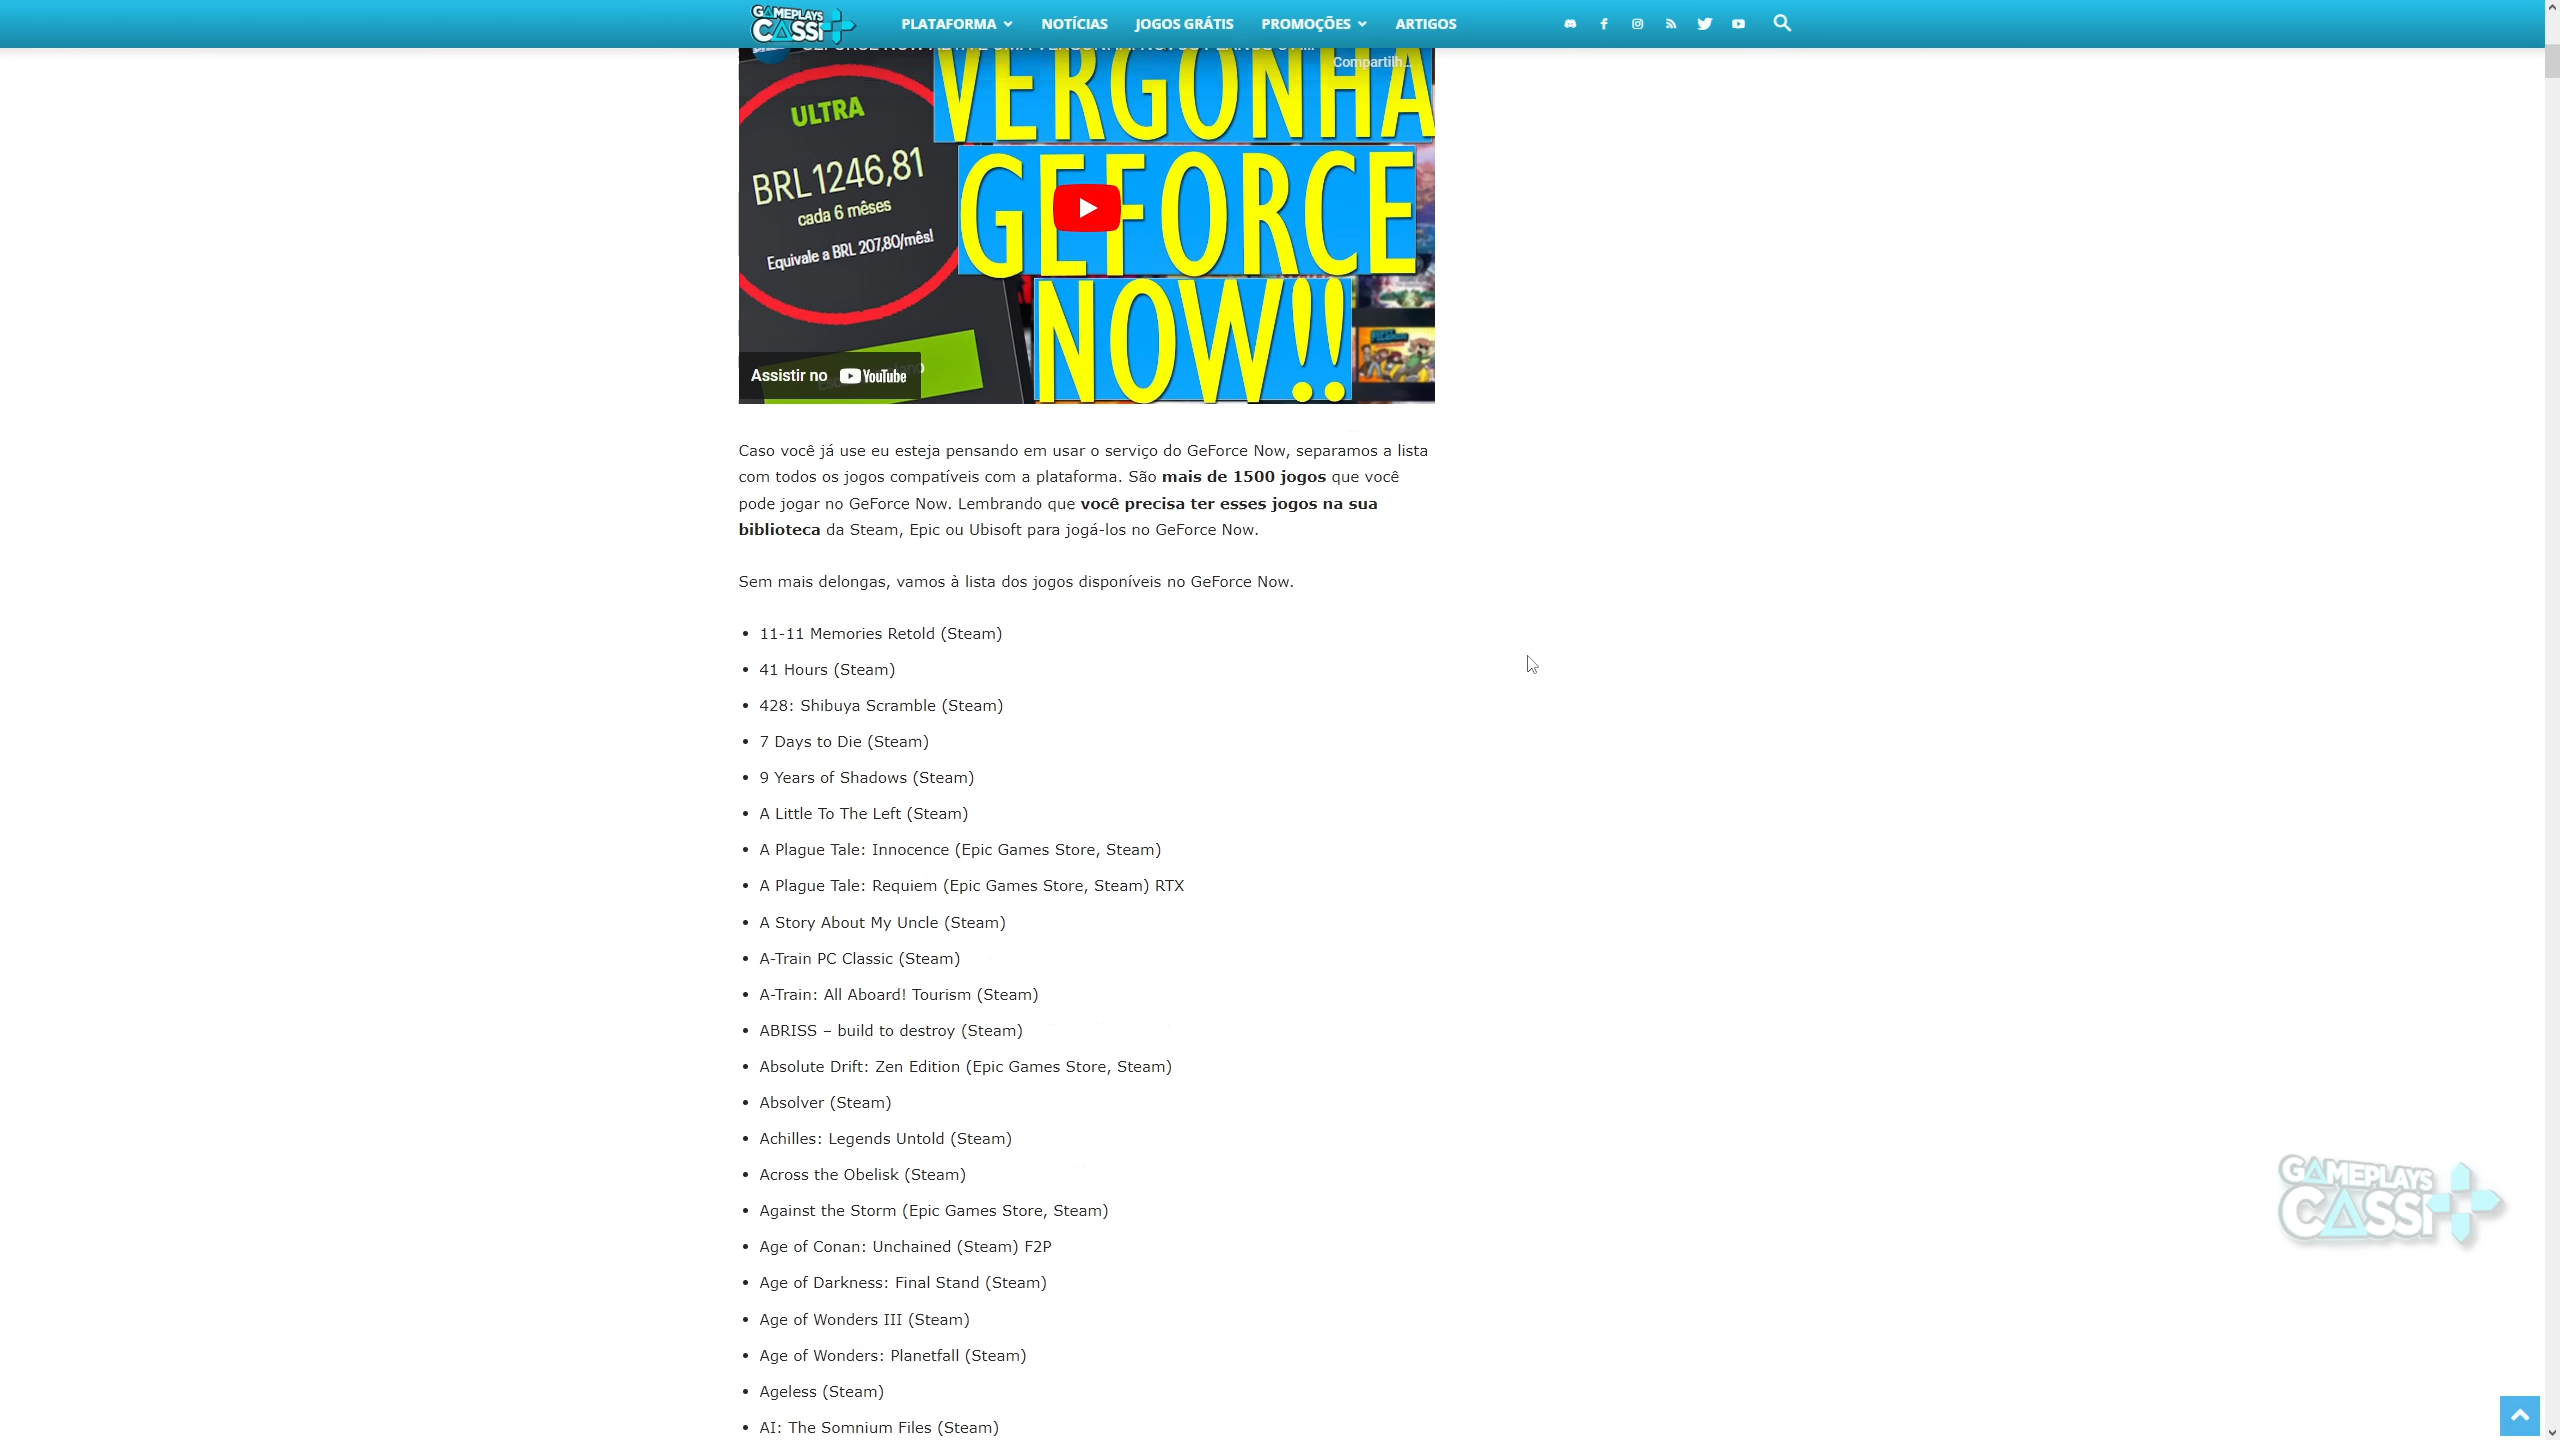 GAMEPLAYS
CASSI
PLATAFORMA
NOTÍCIAS
JOGOS GRÁTIS
PROMOÇÕES
ARTIGOS
Compartilh...
VERGONHA
GEFORCE
NOW!!
ULTRA
BRL 1246,81
cada 6 mêses
Equivale a BRL 207,80/mês!
Assistir no YouTube
Caso você já use eu esteja pensando em usar o serviço do GeForce Now, separamos a lista
com todos os jogos compatíveis com a plataforma. São mais de 1500 jogos que você
pode jogar no GeForce Now. Lembrando que você precisa ter esses jogos na sua
biblioteca da Steam, Epic ou Ubisoft para jogá-los no GeForce Now.
Sem mais delongas, vamos à lista dos jogos disponíveis no GeForce Now.
• 11-11 Memories Retold (Steam)
• 41 Hours (Steam)
• 428: Shibuya Scramble (Steam)
• 7 Days to Die (Steam)
• 9 Years of Shadows (Steam)
• A Little To The Left (Steam)
• A Plague Tale: Innocence (Epic Games Store, Steam)
• A Plague Tale: Requiem (Epic Games Store, Steam) RTX
• A Story About My Uncle (Steam)
• A-Train PC Classic (Steam)
• A-Train: All Aboard! Tourism (Steam)
• ABRISS – build to destroy (Steam)
• Absolute Drift: Zen Edition (Epic Games Store, Steam)
• Absolver (Steam)
• Achilles: Legends Untold (Steam)
• Across the Obelisk (Steam)
• Against the Storm (Epic Games Store, Steam)
• Age of Conan: Unchained (Steam) F2P
• Age of Darkness: Final Stand (Steam)
• Age of Wonders III (Steam)
• Age of Wonders: Planetfall (Steam)
• Ageless (Steam)
• AI: The Somnium Files (Steam)
GAMEPLAYS
CASSI